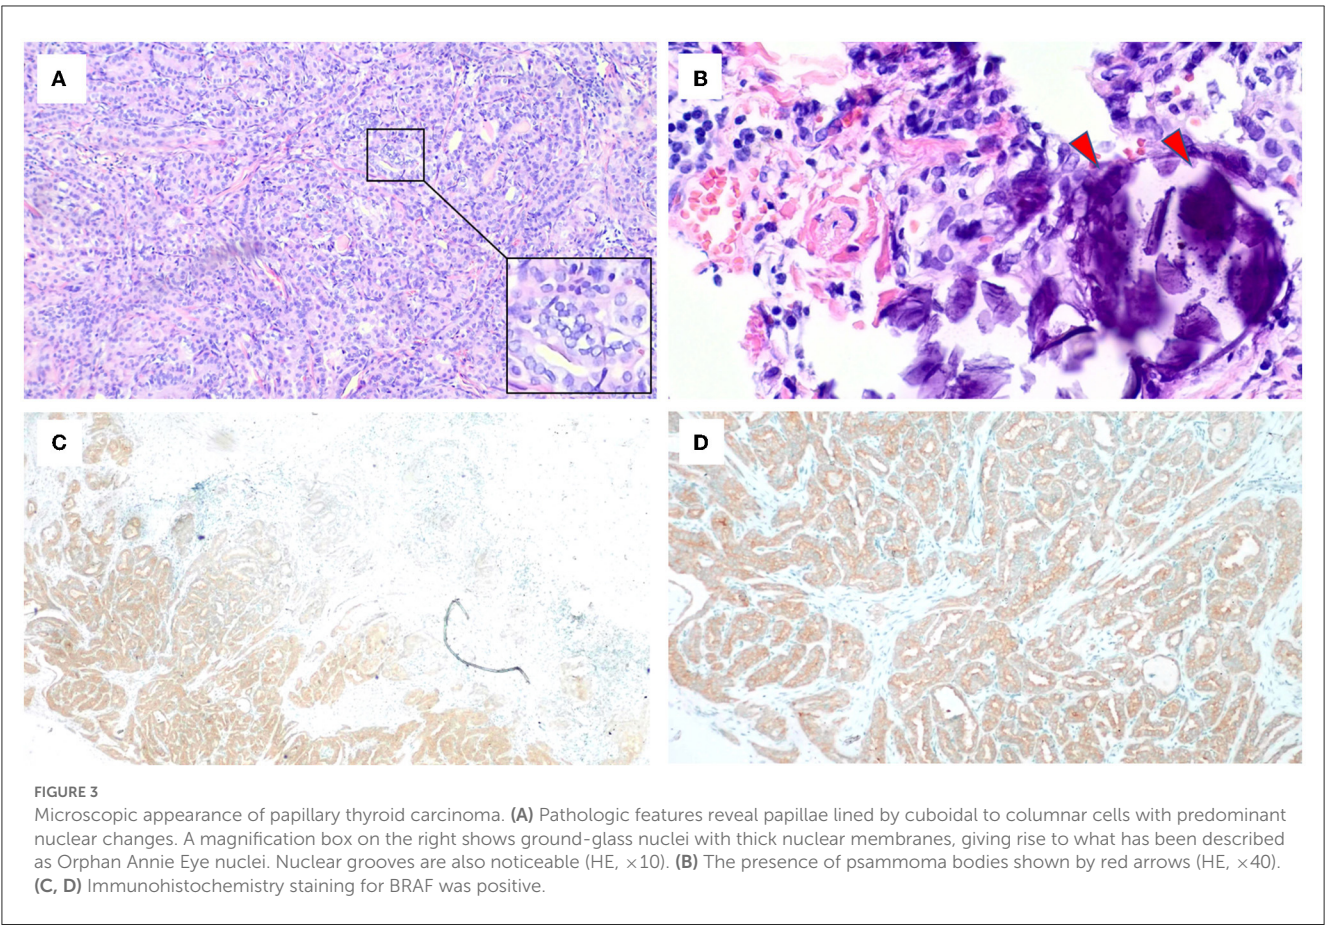 A
B
C
D
FIGURE 3
Microscopic appearance of papillary thyroid carcinoma. (A) Pathologic features reveal papillae lined by cuboidal to columnar cells with predominant
nuclear changes. A magnification box on the right shows ground-glass nuclei with thick nuclear membranes, giving rise to what has been described
as Orphan Annie Eye nuclei. Nuclear grooves are also noticeable (HE, ×10). (B) The presence of psammoma bodies shown by red arrows (HE, ×40).
(C, D) Immunohistochemistry staining for BRAF was positive.